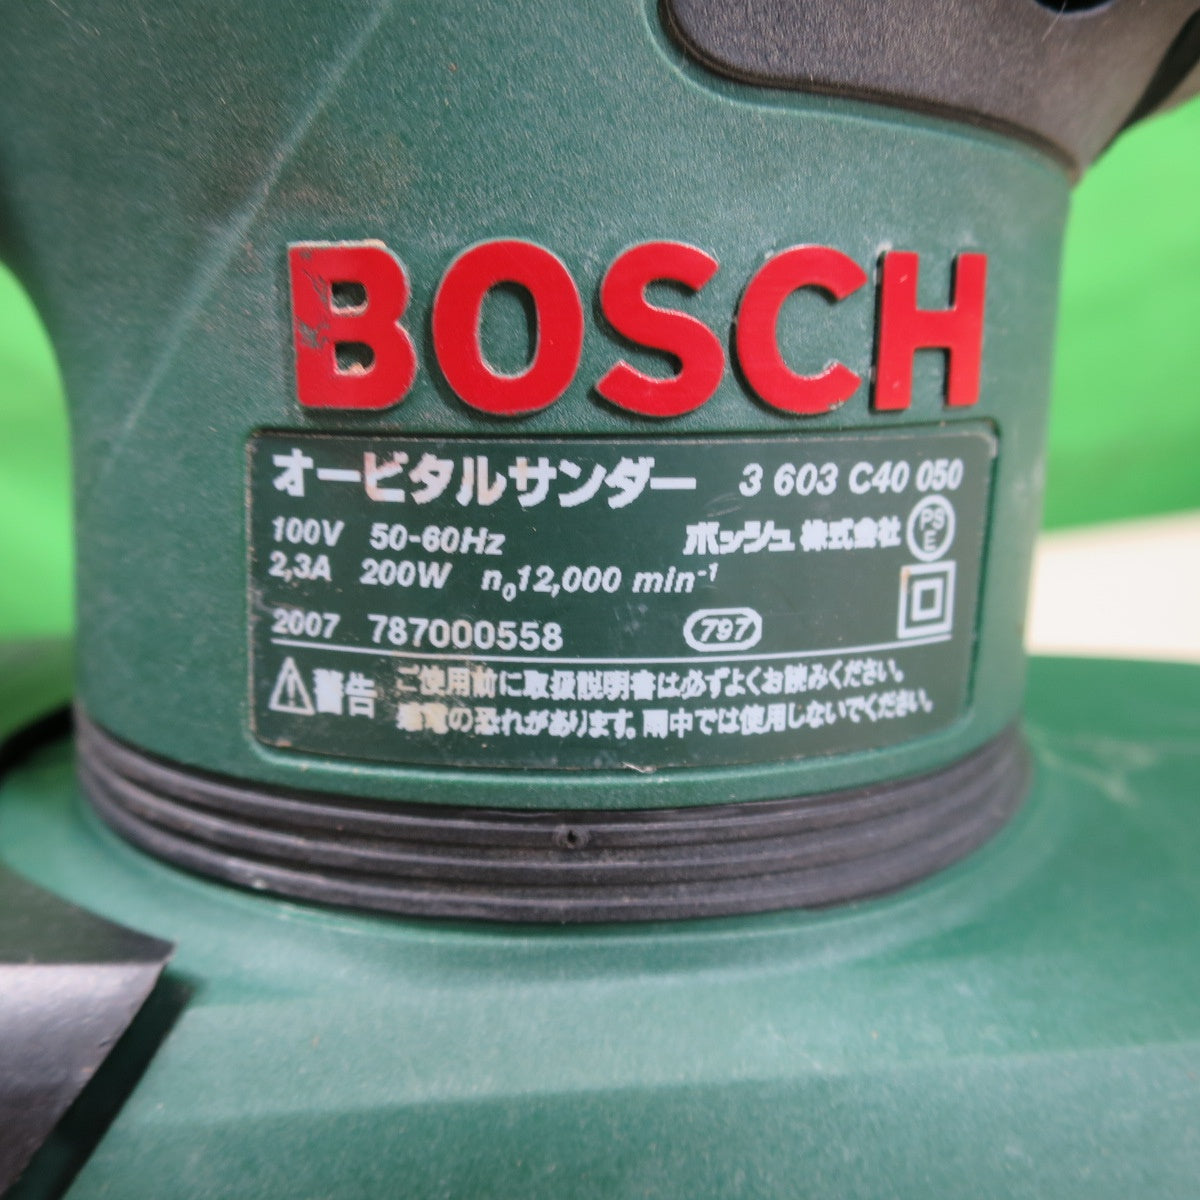 BOSCH
オービタルサンダー 3 603 C40 050
100V 50-60Hz ボッシュ 株式会社 PSE
2,3A 200W n₀12,000 min⁻¹
2007 787000558 797
警告 ご使用前に取扱説明書は必ずよくお読みください。
感電の恐れがあります。雨中では使用しないでください。